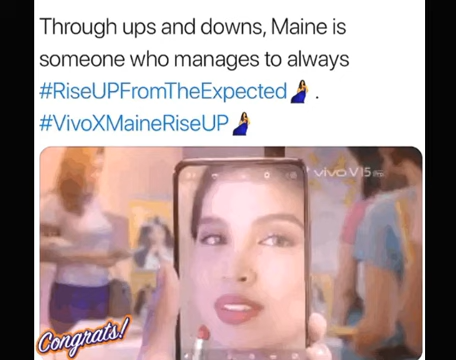 Through ups and downs, Maine is
someone who manages to always
#RiseUPFromTheExpected .
#VivoXMaineRiseUP
vivo V15
Congrats!